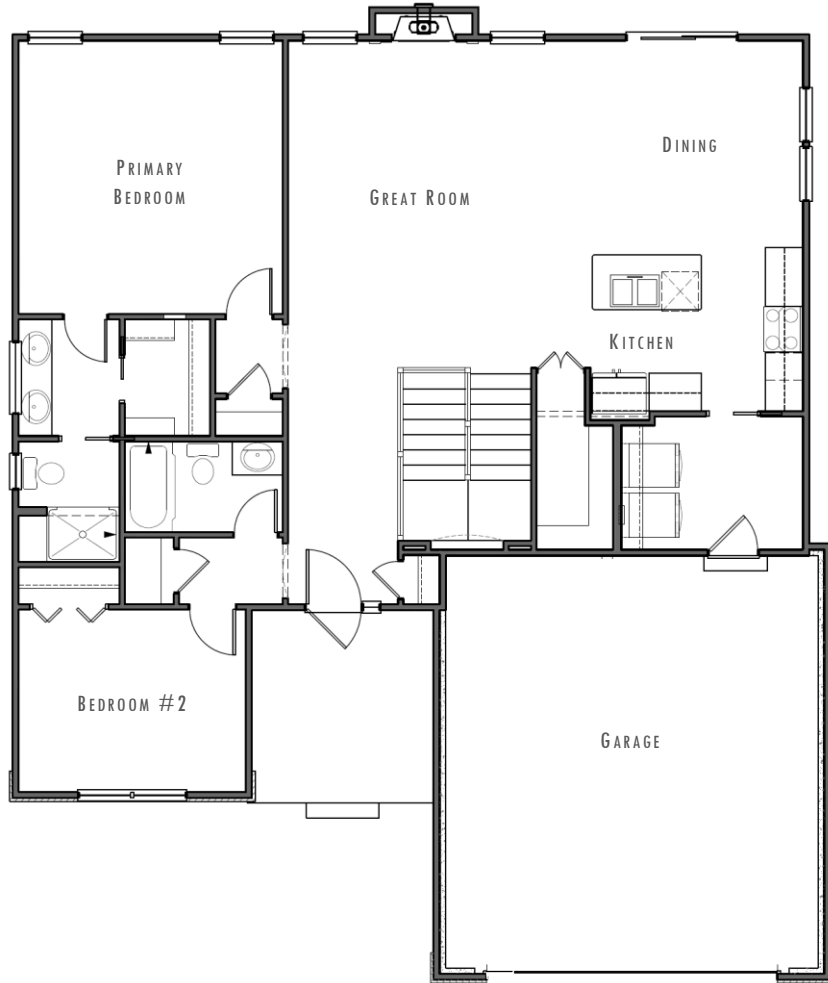 Primary
Bedroom
Great Room
Dining
Kitchen
Bedroom #2
Garage